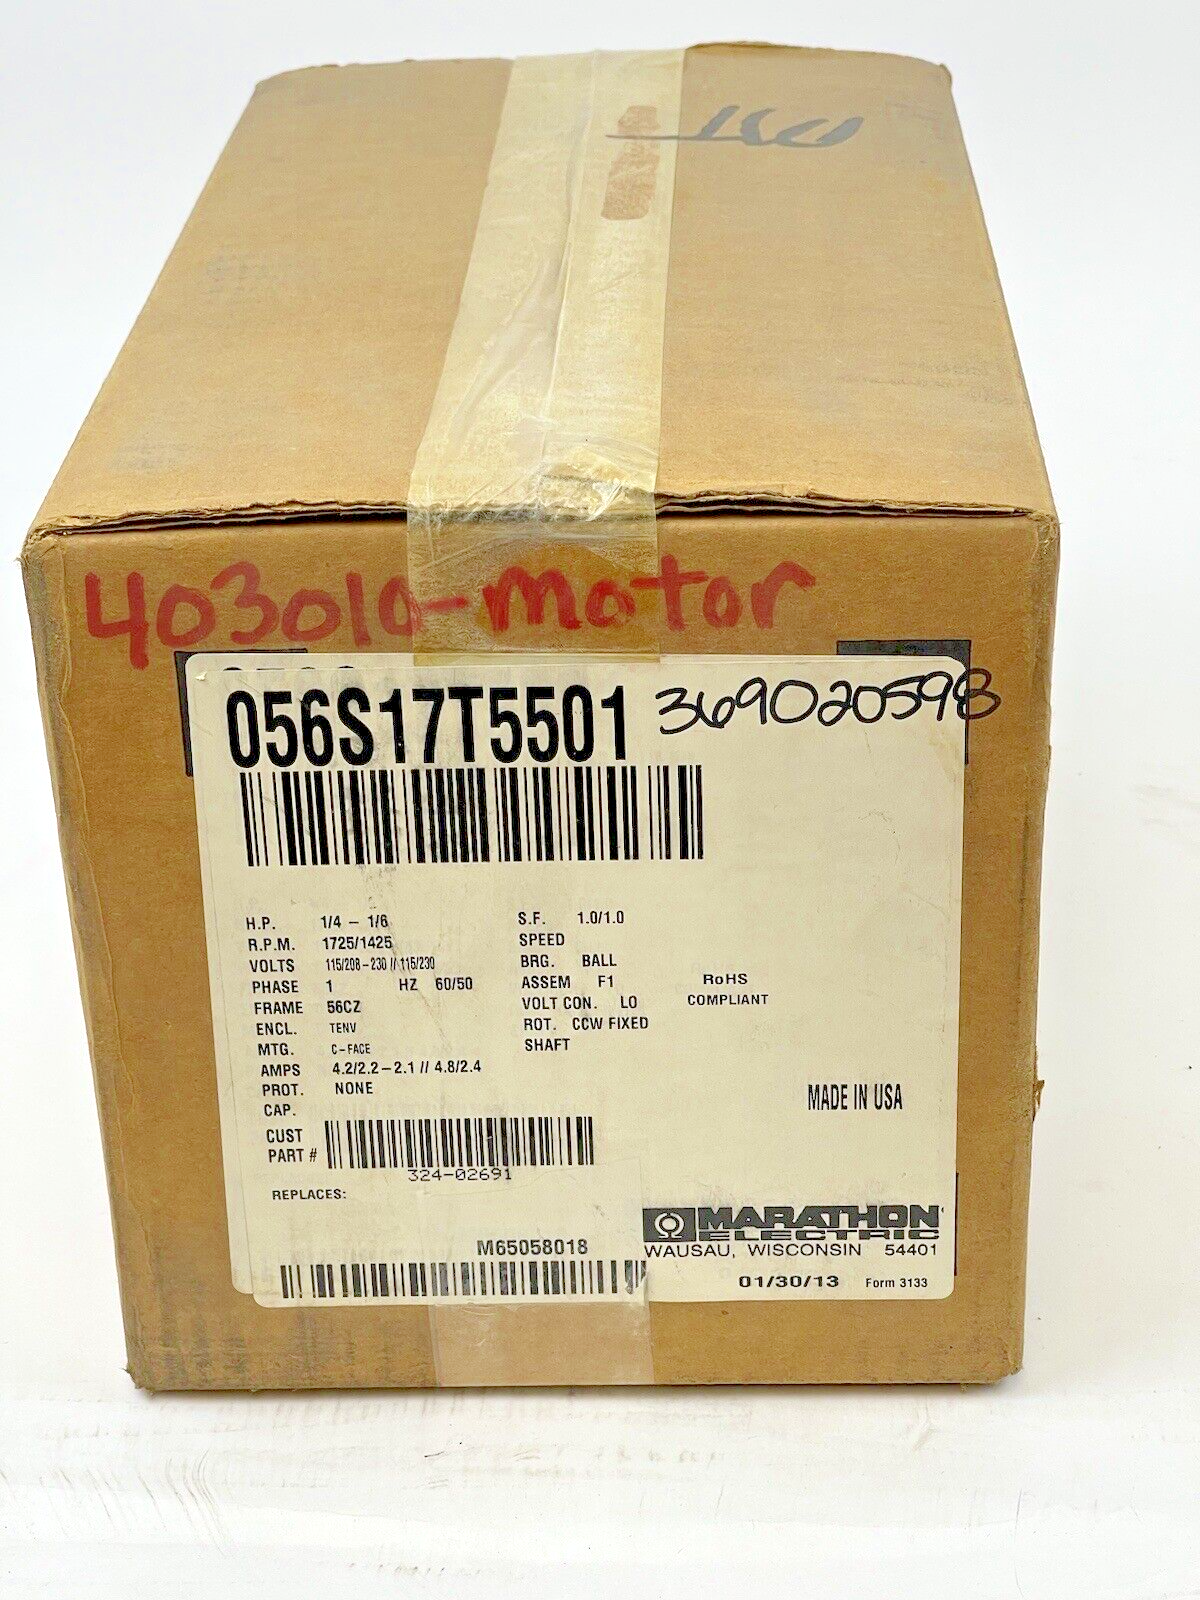 403010-motor
056S17T5501 369020598
H.P. 1/4 – 1/6
R.P.M. 1725/1425
VOLTS 115/208-230 // 115/230
PHASE 1 HZ 60/50
FRAME 56CZ
ENCL. TENV
MTG. C-FACE
AMPS 4.2/2.2-2.1 // 4.8/2.4
PROT. NONE
CAP.
S.F. 1.0/1.0
SPEED
BRG. BALL
ASSEM F1
VOLT CON. LO
ROT. CCW FIXED
SHAFT
RoHS
COMPLIANT
MADE IN USA
CUST
PART #
324-02691
REPLACES:
M65058018
MARATHON
ELECTRIC
WAUSAU, WISCONSIN 54401
01/30/13 Form 3133